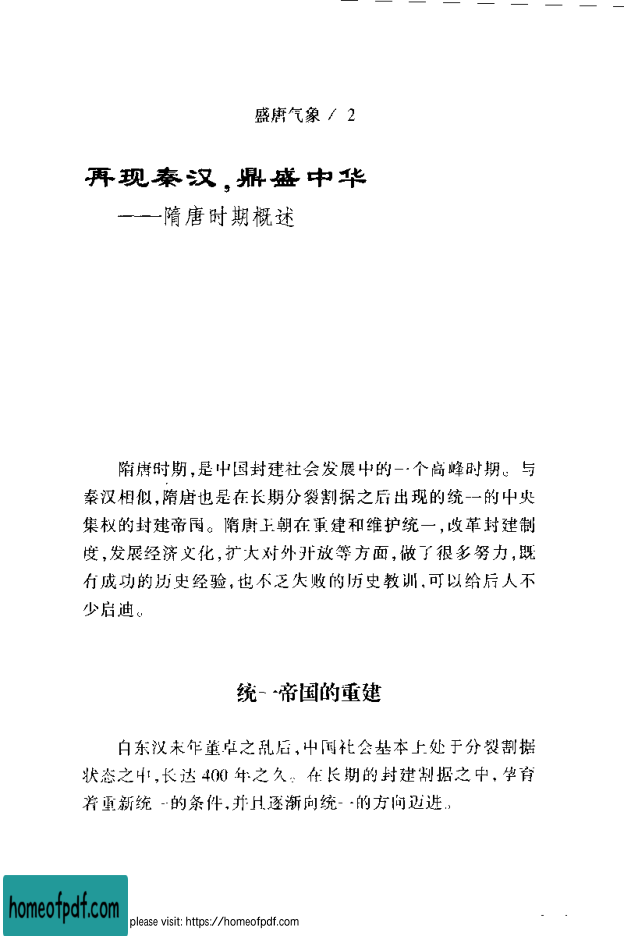 盛唐气象 / 2
再现秦汉,鼎盛中华
——隋唐时期概述
隋唐时期,是中国封建社会发展中的一个高峰时期。与
秦汉相似,隋唐也是在长期分裂割据之后出现的统一的中央
集权的封建帝国。隋唐王朝在重建和维护统一,改革封建制
度,发展经济文化,扩大对外开放等方面,做了很多努力,既
有成功的历史经验,也不乏失败的历史教训,可以给后人不
少启迪。
统一帝国的重建
自东汉末年董卓之乱后,中国社会基本上处于分裂割据
状态之中,长达 400 年之久。在长期的封建割据之中,孕育
着重新统一的条件,并且逐渐向统一的方向迈进。
homeofpdf.com
please visit: https://homeofpdf.com